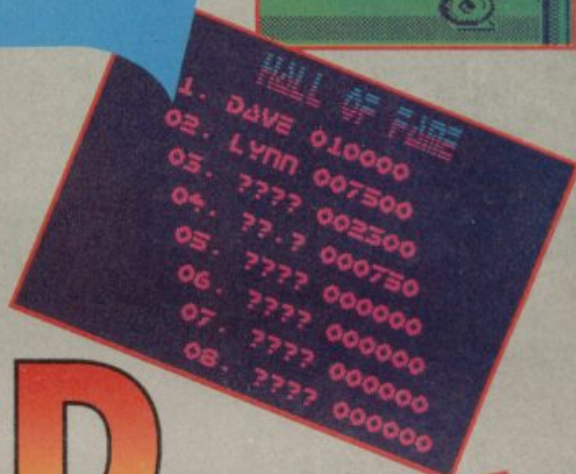 HALL OF FAME
1. DAVE 010000
02. LYNN 007500
03. ???? 002500
04. ??.? 000750
05. ???? 000000
06. ???? 000000
07. ???? 000000
08. ???? 000000
D